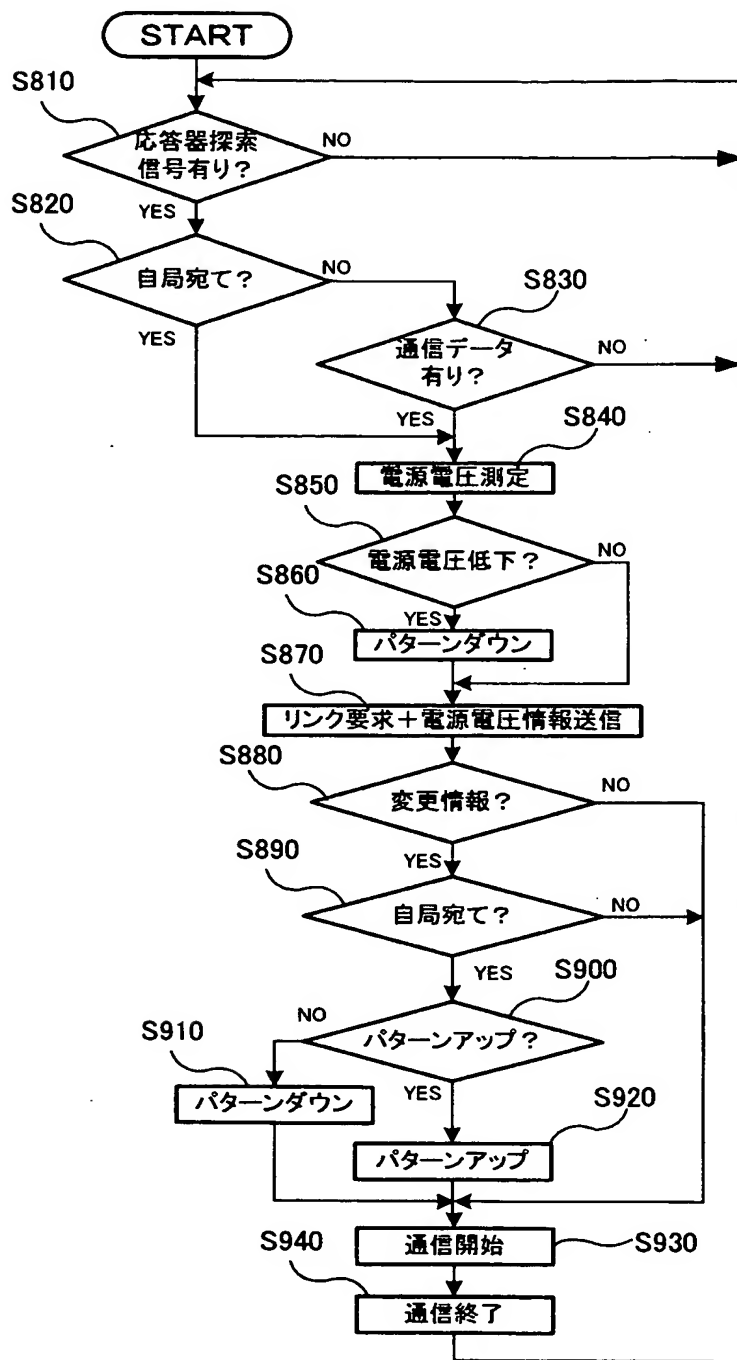 START
S810
応答器探索
信号有り？
NO
YES
S820
自局宛て？
NO
YES
S830
通信データ
有り？
NO
YES
S840
電源電圧測定
S850
電源電圧低下？
NO
YES
S860
パターンダウン
S870
リンク要求＋電源電圧情報送信
S880
変更情報？
NO
YES
S890
自局宛て？
NO
YES
S900
パターンアップ？
NO
YES
S910
パターンダウン
S920
パターンアップ
S930
通信開始
S940
通信終了